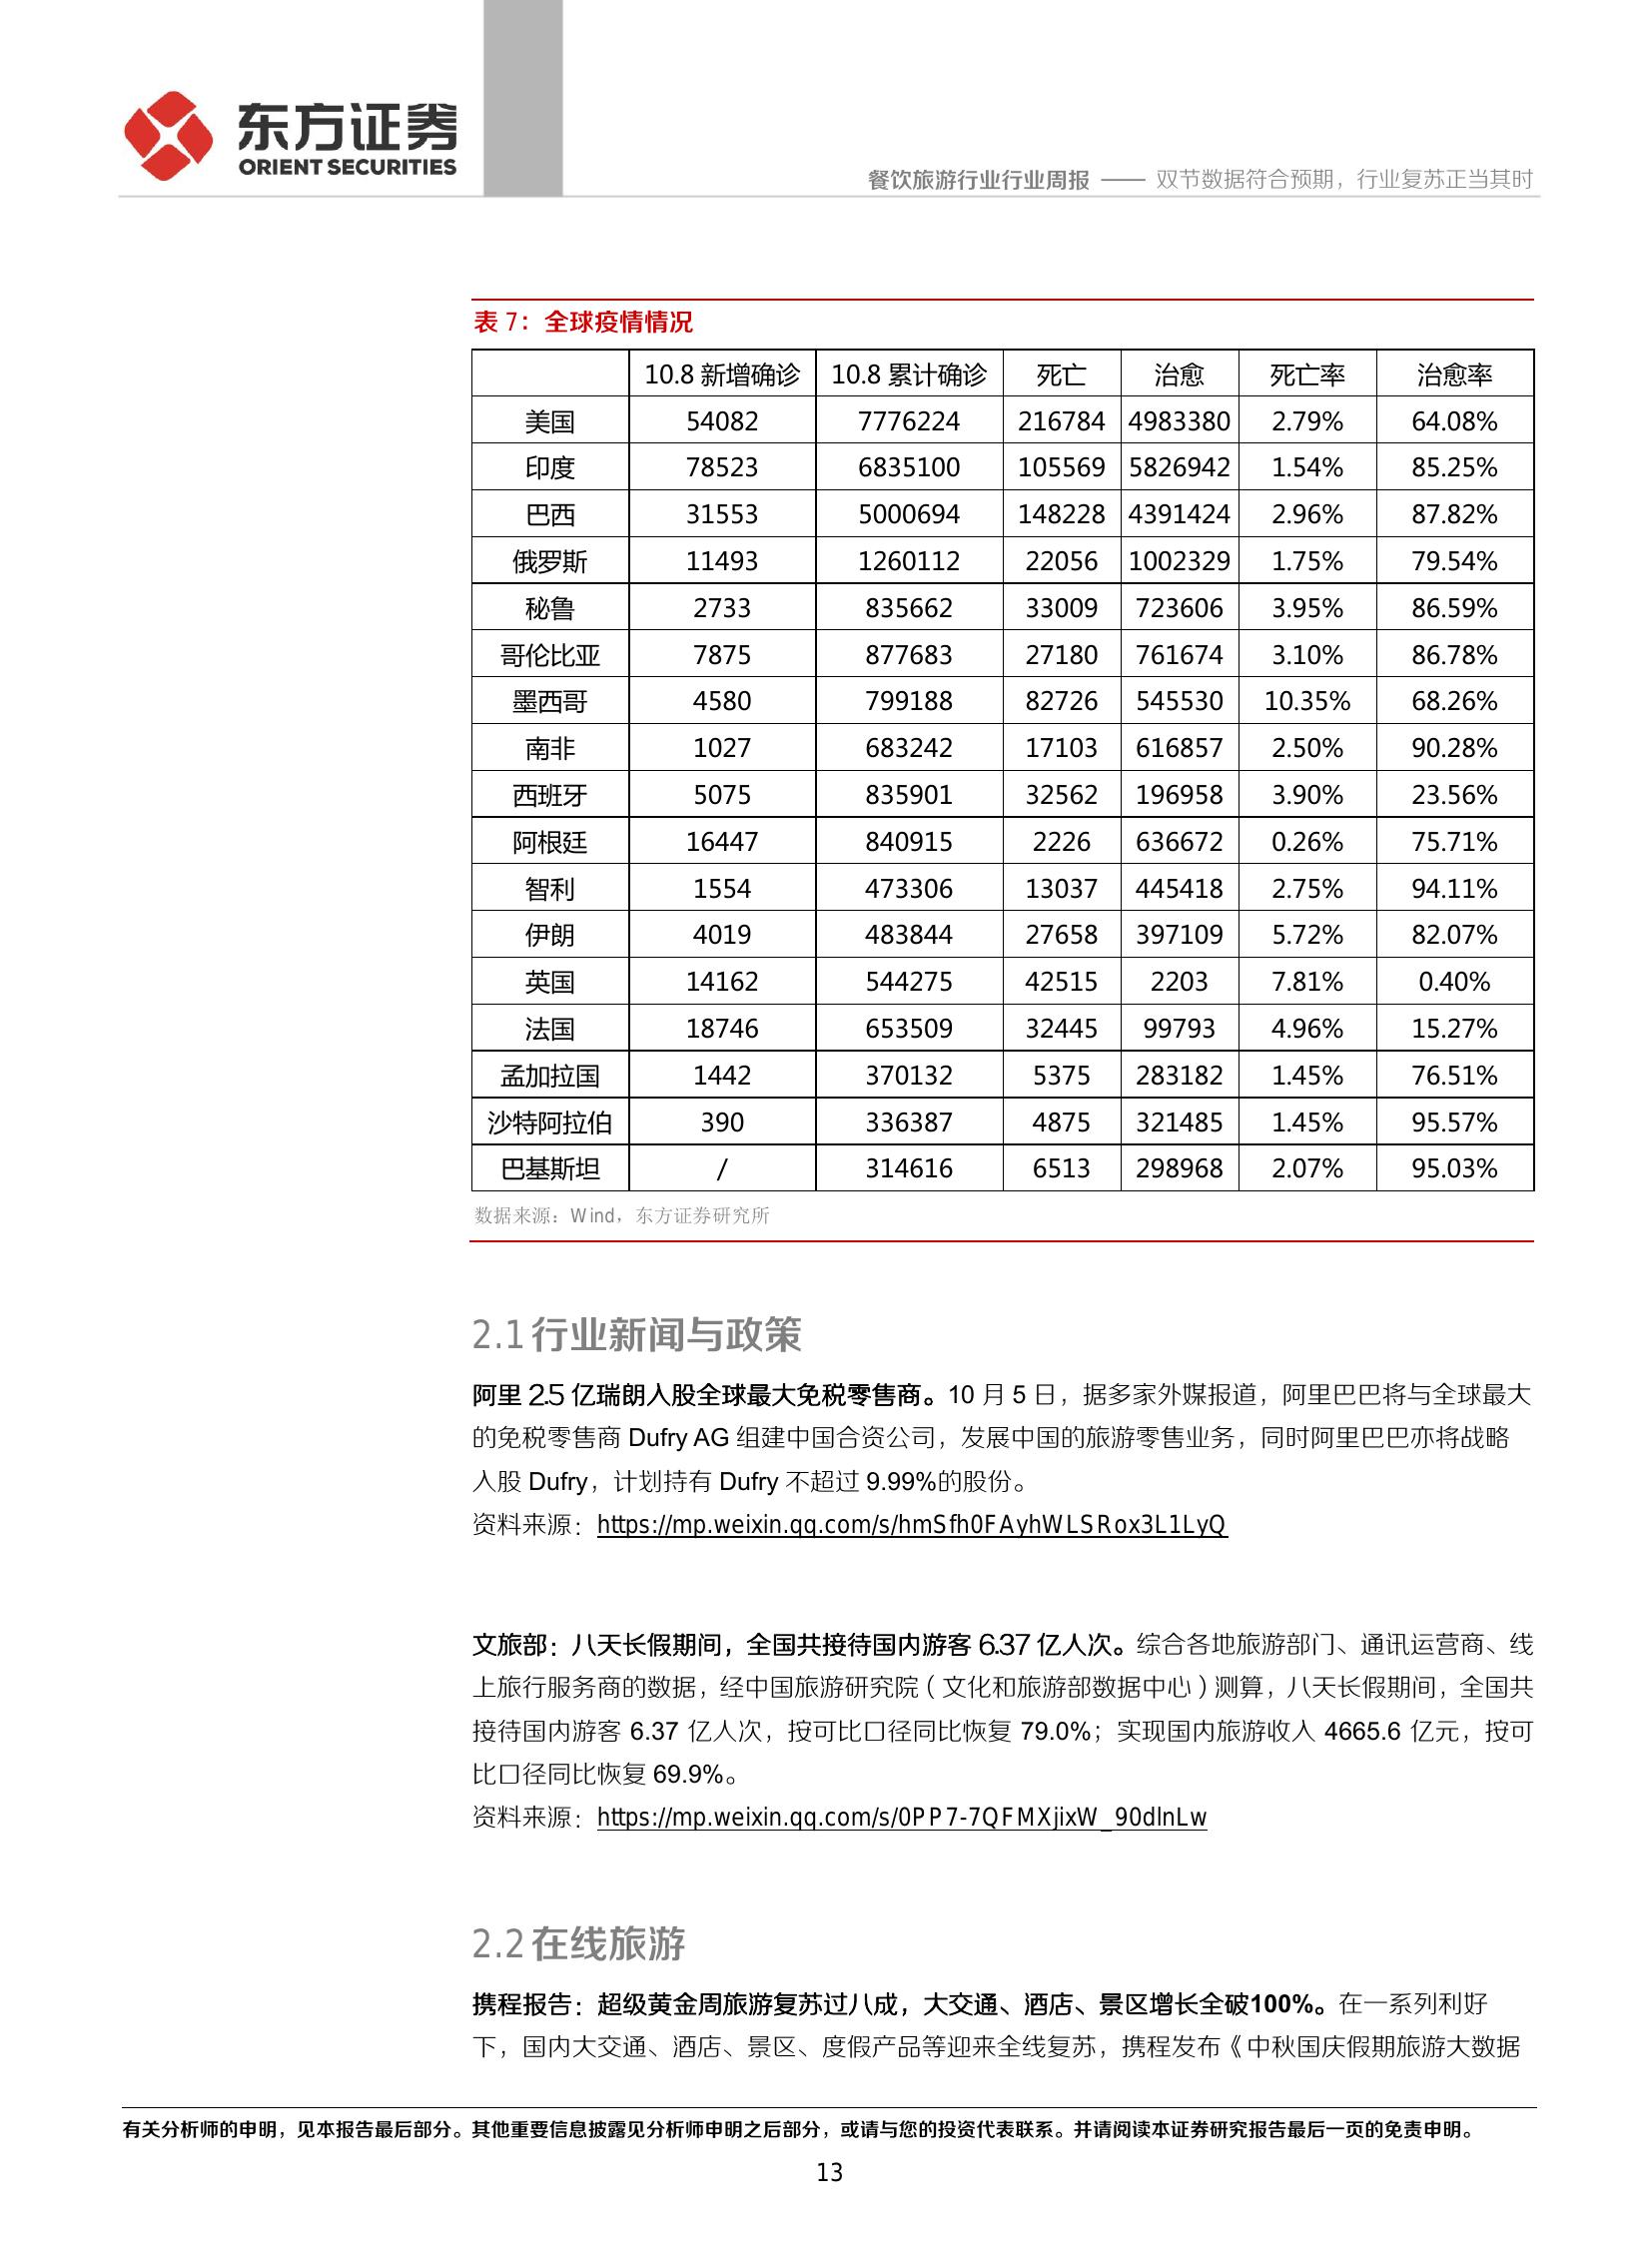 东方证券
ORIENT SECURITIES
餐饮旅游行业行业周报 —— 双节数据符合预期，行业复苏正当其时
表 7：全球疫情情况
10.8 新增确诊 10.8 累计确诊 死亡 治愈 死亡率 治愈率
美国 54082 7776224 216784 4983380 2.79% 64.08%
印度 78523 6835100 105569 5826942 1.54% 85.25%
巴西 31553 5000694 148228 4391424 2.96% 87.82%
俄罗斯 11493 1260112 22056 1002329 1.75% 79.54%
秘鲁 2733 835662 33009 723606 3.95% 86.59%
哥伦比亚 7875 877683 27180 761674 3.10% 86.78%
墨西哥 4580 799188 82726 545530 10.35% 68.26%
南非 1027 683242 17103 616857 2.50% 90.28%
西班牙 5075 835901 32562 196958 3.90% 23.56%
阿根廷 16447 840915 2226 636672 0.26% 75.71%
智利 1554 473306 13037 445418 2.75% 94.11%
伊朗 4019 483844 27658 397109 5.72% 82.07%
英国 14162 544275 42515 2203 7.81% 0.40%
法国 18746 653509 32445 99793 4.96% 15.27%
孟加拉国 1442 370132 5375 283182 1.45% 76.51%
沙特阿拉伯 390 336387 4875 321485 1.45% 95.57%
巴基斯坦 / 314616 6513 298968 2.07% 95.03%
数据来源：Wind，东方证券研究所
2.1 行业新闻与政策
阿里 2.5 亿瑞朗入股全球最大免税零售商。10 月 5 日，据多家外媒报道，阿里巴巴将与全球最大
的免税零售商 Dufry AG 组建中国合资公司，发展中国的旅游零售业务，同时阿里巴巴亦将战略
入股 Dufry，计划持有 Dufry 不超过 9.99%的股份。
资料来源：https://mp.weixin.qq.com/s/hmSfh0FAyhWLSRox3L1LyQ
文旅部：八天长假期间，全国共接待国内游客 6.37 亿人次。综合各地旅游部门、通讯运营商、线
上旅行服务商的数据，经中国旅游研究院（文化和旅游部数据中心）测算，八天长假期间，全国共
接待国内游客 6.37 亿人次，按可比口径同比恢复 79.0%；实现国内旅游收入 4665.6 亿元，按可
比口径同比恢复 69.9%。
资料来源：https://mp.weixin.qq.com/s/0PP7-7QFMXjixW_90dlnLw
2.2 在线旅游
携程报告：超级黄金周旅游复苏过八成，大交通、酒店、景区增长全破100%。在一系列利好
下，国内大交通、酒店、景区、度假产品等迎来全线复苏，携程发布《中秋国庆假期旅游大数据
有关分析师的申明，见本报告最后部分。其他重要信息披露见分析师申明之后部分，或请与您的投资代表联系。并请阅读本证券研究报告最后一页的免责申明。
13